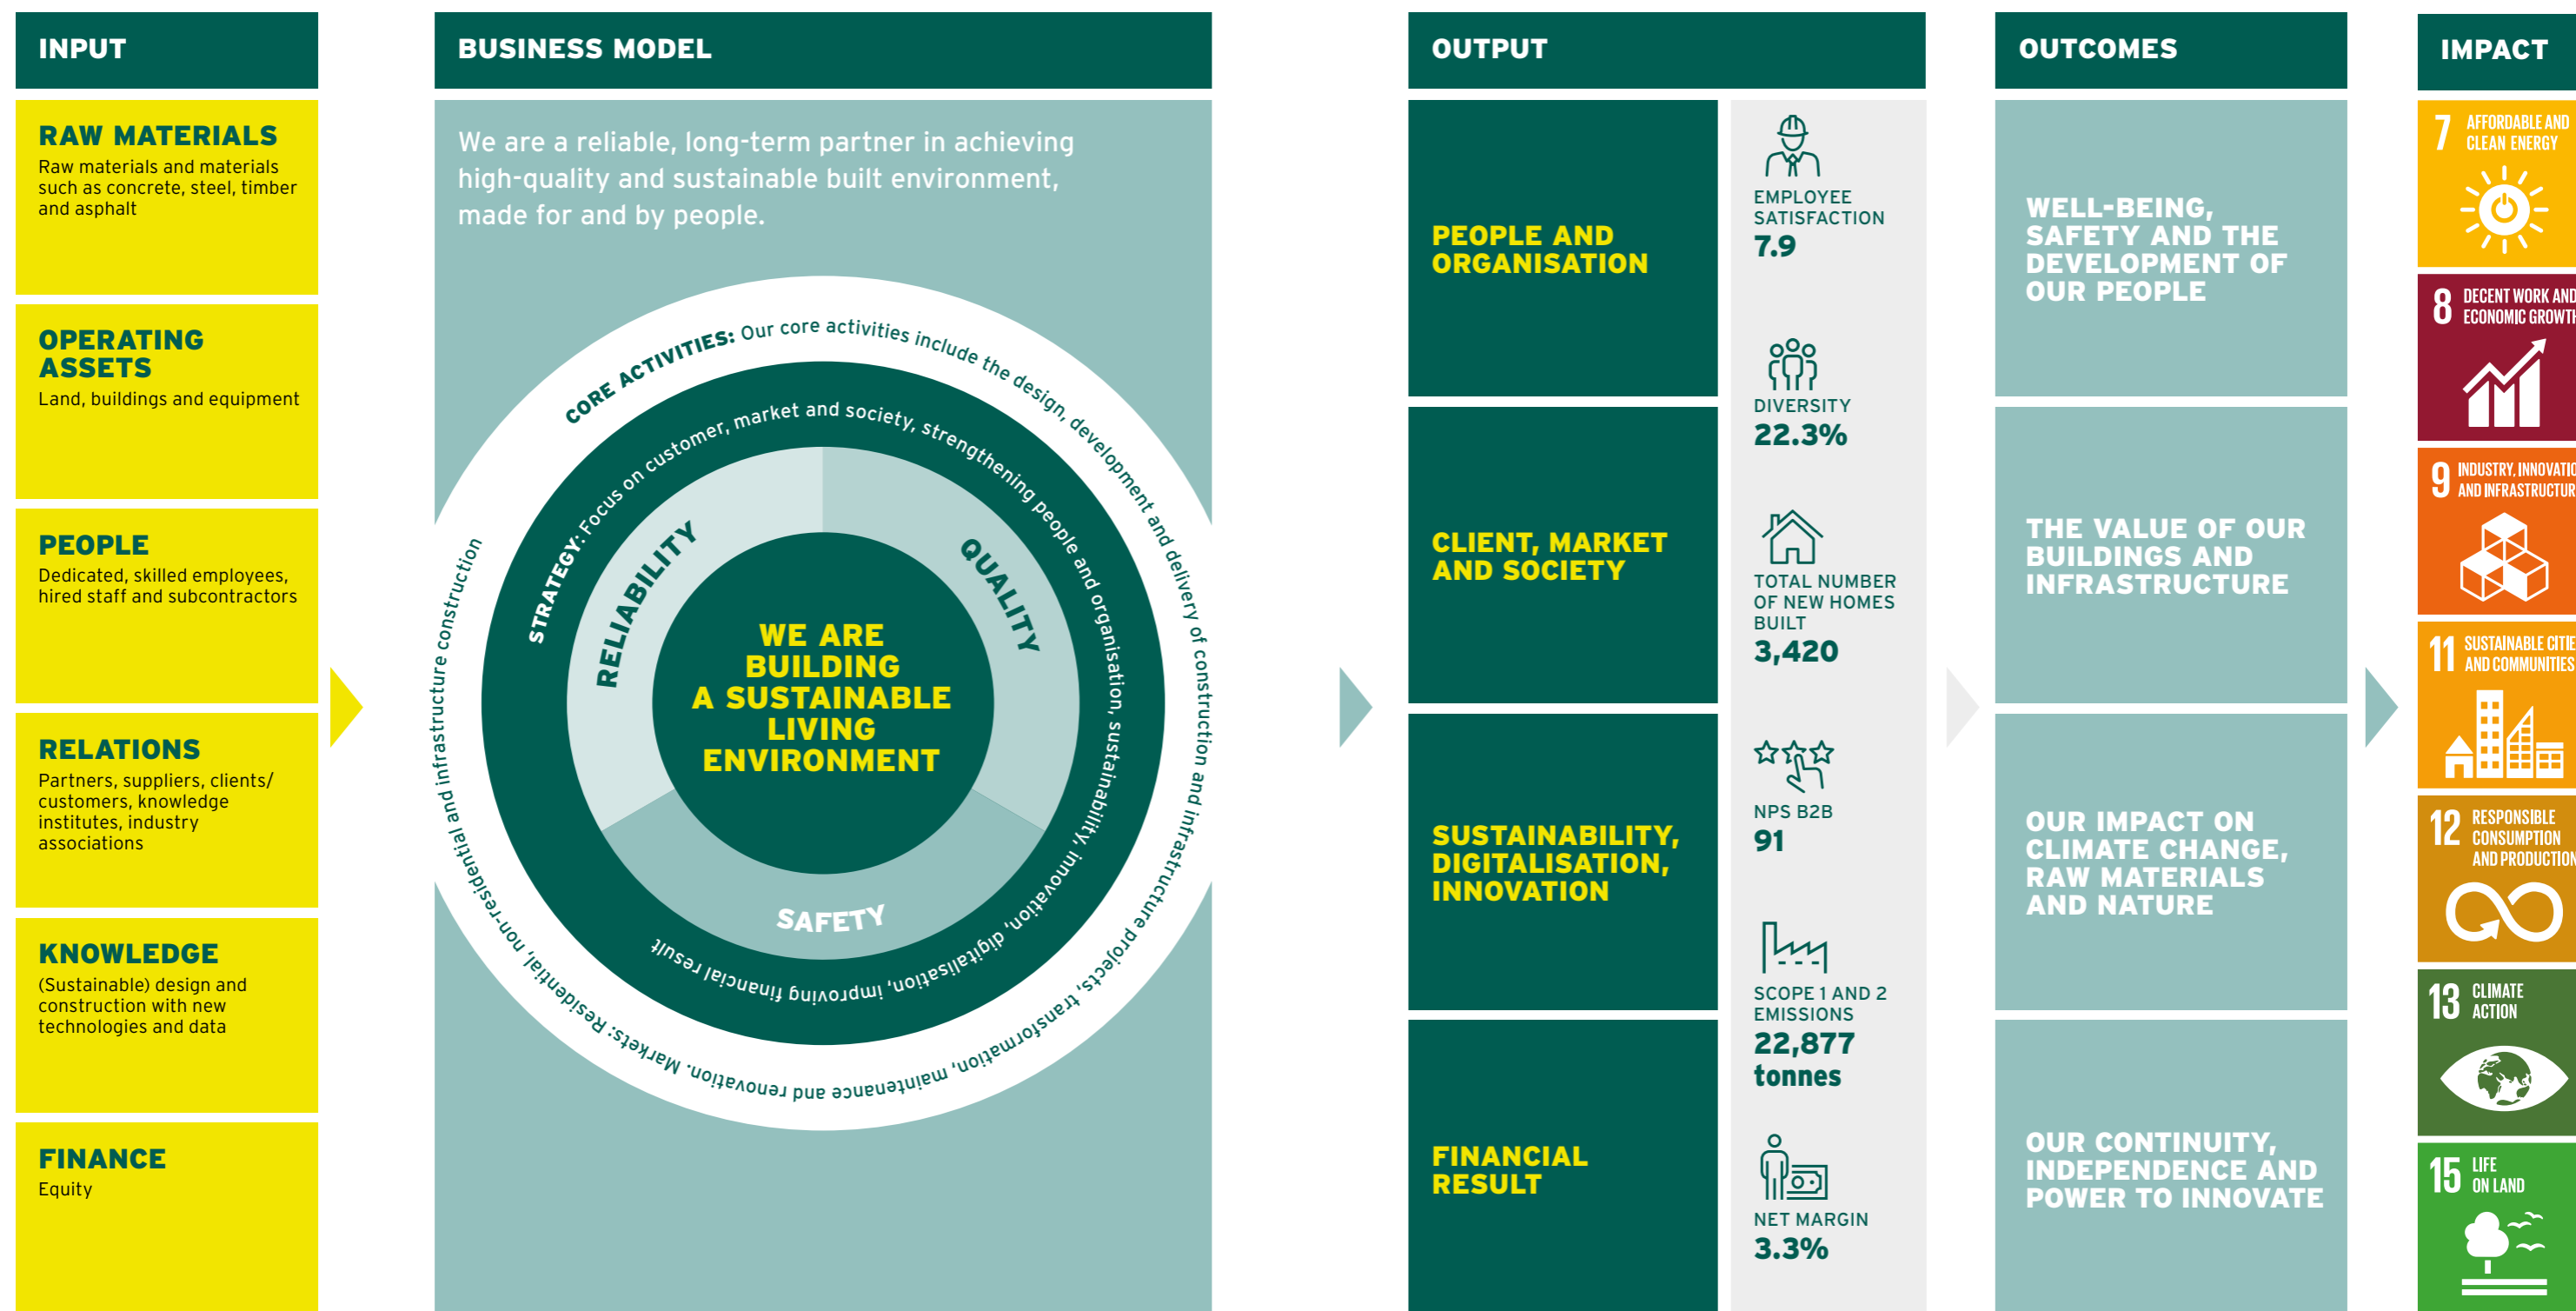 INPUT
RAW MATERIALS
Raw materials and materials
such as concrete, steel, timber
and asphalt
OPERATING
ASSETS
Land, buildings and equipment
PEOPLE
Dedicated, skilled employees,
hired staff and subcontractors
RELATIONS
Partners, suppliers, clients/
customers, knowledge
institutes, industry
associations
KNOWLEDGE
(Sustainable) design and
construction with new
technologies and data
FINANCE
Equity
BUSINESS MODEL
We are a reliable, long-term partner in achieving
high-quality and sustainable built environment,
made for and by people.
CORE ACTIVITIES: Our core activities include the design, development and delivery of construction and infrastructure projects, transformation, maintenance and renovation. Markets: Residential, non-residential and infrastructure construction
STRATEGY: Focus on customer, market and society, strengthening people and organisation, sustainability, innovation, digitalisation, improving financial result
RELIABILITY
QUALITY
SAFETY
WE ARE
BUILDING
A SUSTAINABLE
LIVING
ENVIRONMENT
OUTPUT
PEOPLE AND
ORGANISATION
CLIENT, MARKET
AND SOCIETY
SUSTAINABILITY,
DIGITALISATION,
INNOVATION
FINANCIAL
RESULT
EMPLOYEE
SATISFACTION
7.9
DIVERSITY
22.3%
TOTAL NUMBER
OF NEW HOMES
BUILT
3,420
NPS B2B
91
SCOPE 1 AND 2
EMISSIONS
22,877
tonnes
NET MARGIN
3.3%
OUTCOMES
WELL-BEING,
SAFETY AND THE
DEVELOPMENT OF
OUR PEOPLE
THE VALUE OF OUR
BUILDINGS AND
INFRASTRUCTURE
OUR IMPACT ON
CLIMATE CHANGE,
RAW MATERIALS
AND NATURE
OUR CONTINUITY,
INDEPENDENCE AND
POWER TO INNOVATE
IMPACT
7 AFFORDABLE AND
CLEAN ENERGY
8 DECENT WORK AND
ECONOMIC GROWTH
9 INDUSTRY, INNOVATIO
AND INFRASTRUCTUR
11 SUSTAINABLE CITIE
AND COMMUNITIES
12 RESPONSIBLE
CONSUMPTION
AND PRODUCTION
13 CLIMATE
ACTION
15 LIFE
ON LAND